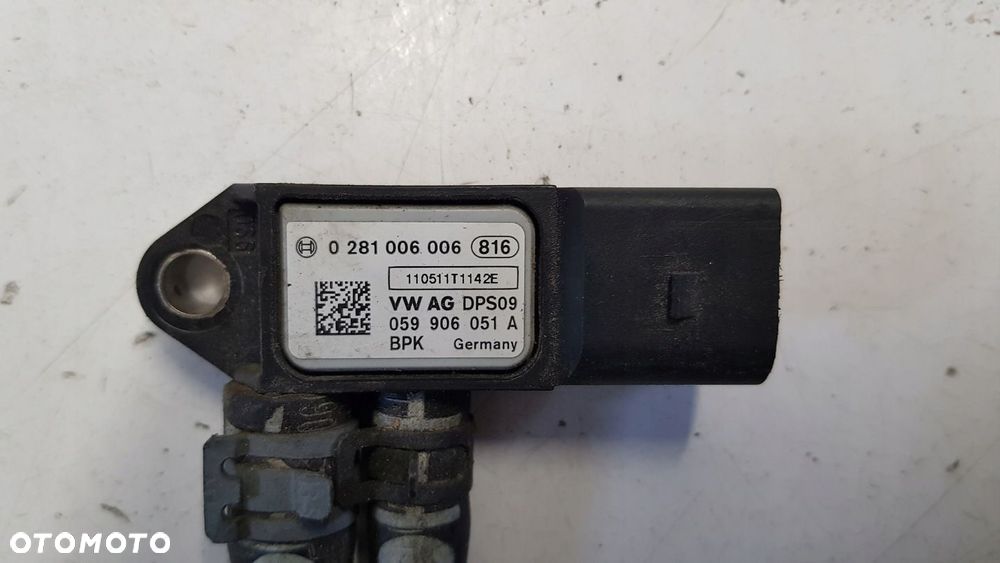 0 281 006 006 816
110511T1142E
VW AG DPS09
059 906 051 A
BPK Germany
OTOMOTO